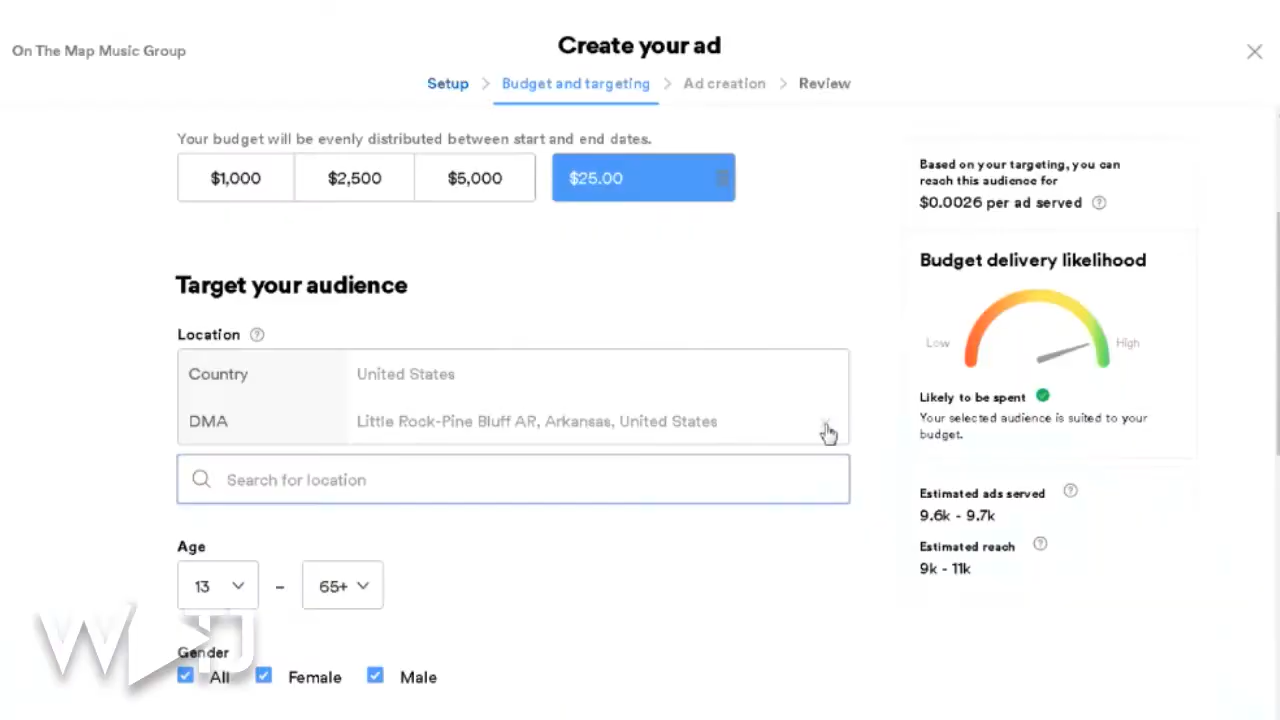 On The Map Music Group
Create your ad
Setup > Budget and targeting > Ad creation > Review
Your budget will be evenly distributed between start and end dates.
$1,000 $2,500 $5,000 $25.00
Target your audience
Location ?
Country United States
DMA Little Rock-Pine Bluff AR, Arkansas, United States
Search for location
Age
13 – 65+
Gender
All Female Male
Based on your targeting, you can
reach this audience for
$0.0026 per ad served ?
Budget delivery likelihood
Low High
Likely to be spent
Your selected audience is suited to your
budget.
Estimated ads served ?
9.6k - 9.7k
Estimated reach ?
9k - 11k